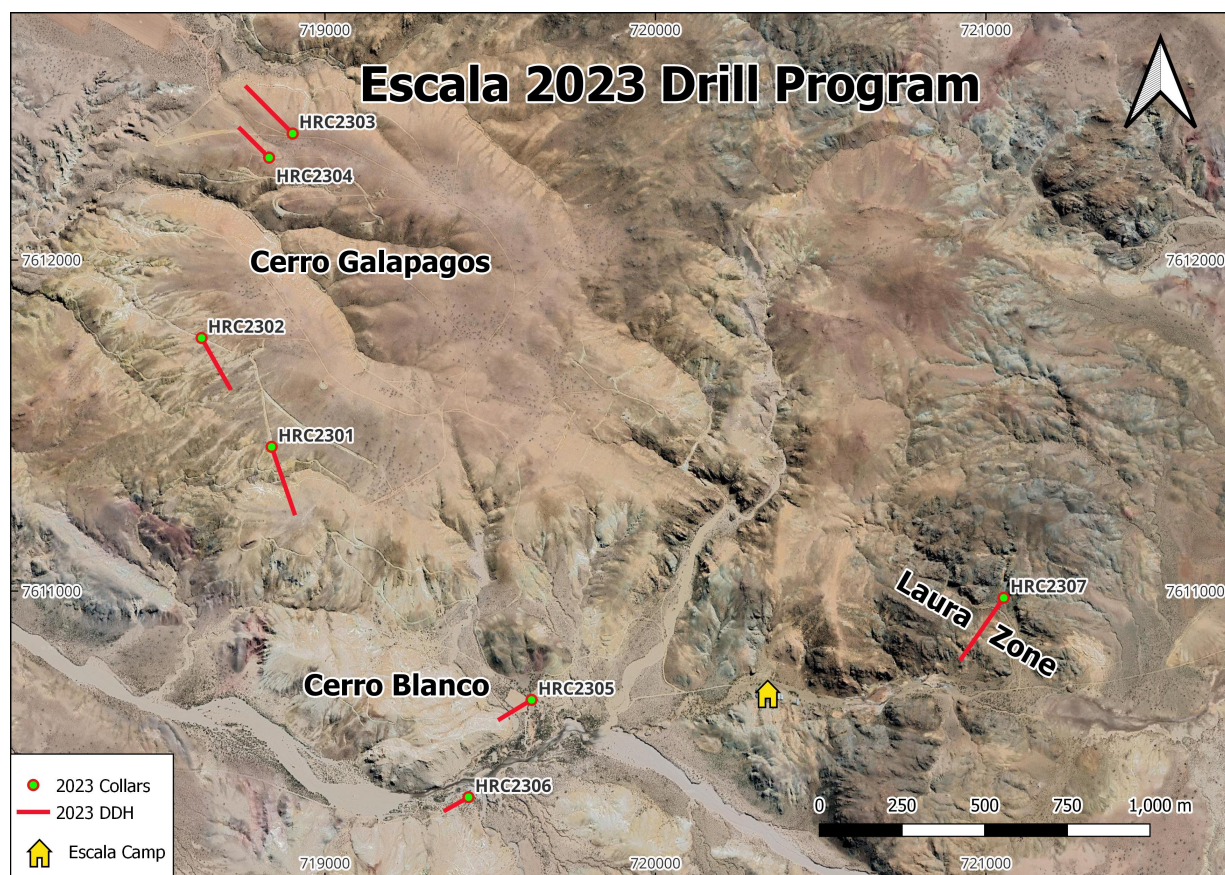 719000
720000
721000
Escala 2023 Drill Program
HRC2303
HRC2304
7612000
Cerro Galapagos
7612000
HRC2302
HRC2301
7611000
HRC2307
7611000
Laura
Zone
Cerro Blanco
HRC2305
HRC2306
2023 Collars
2023 DDH
Escala Camp
0
250
500
750
1,000 m
719000
720000
721000